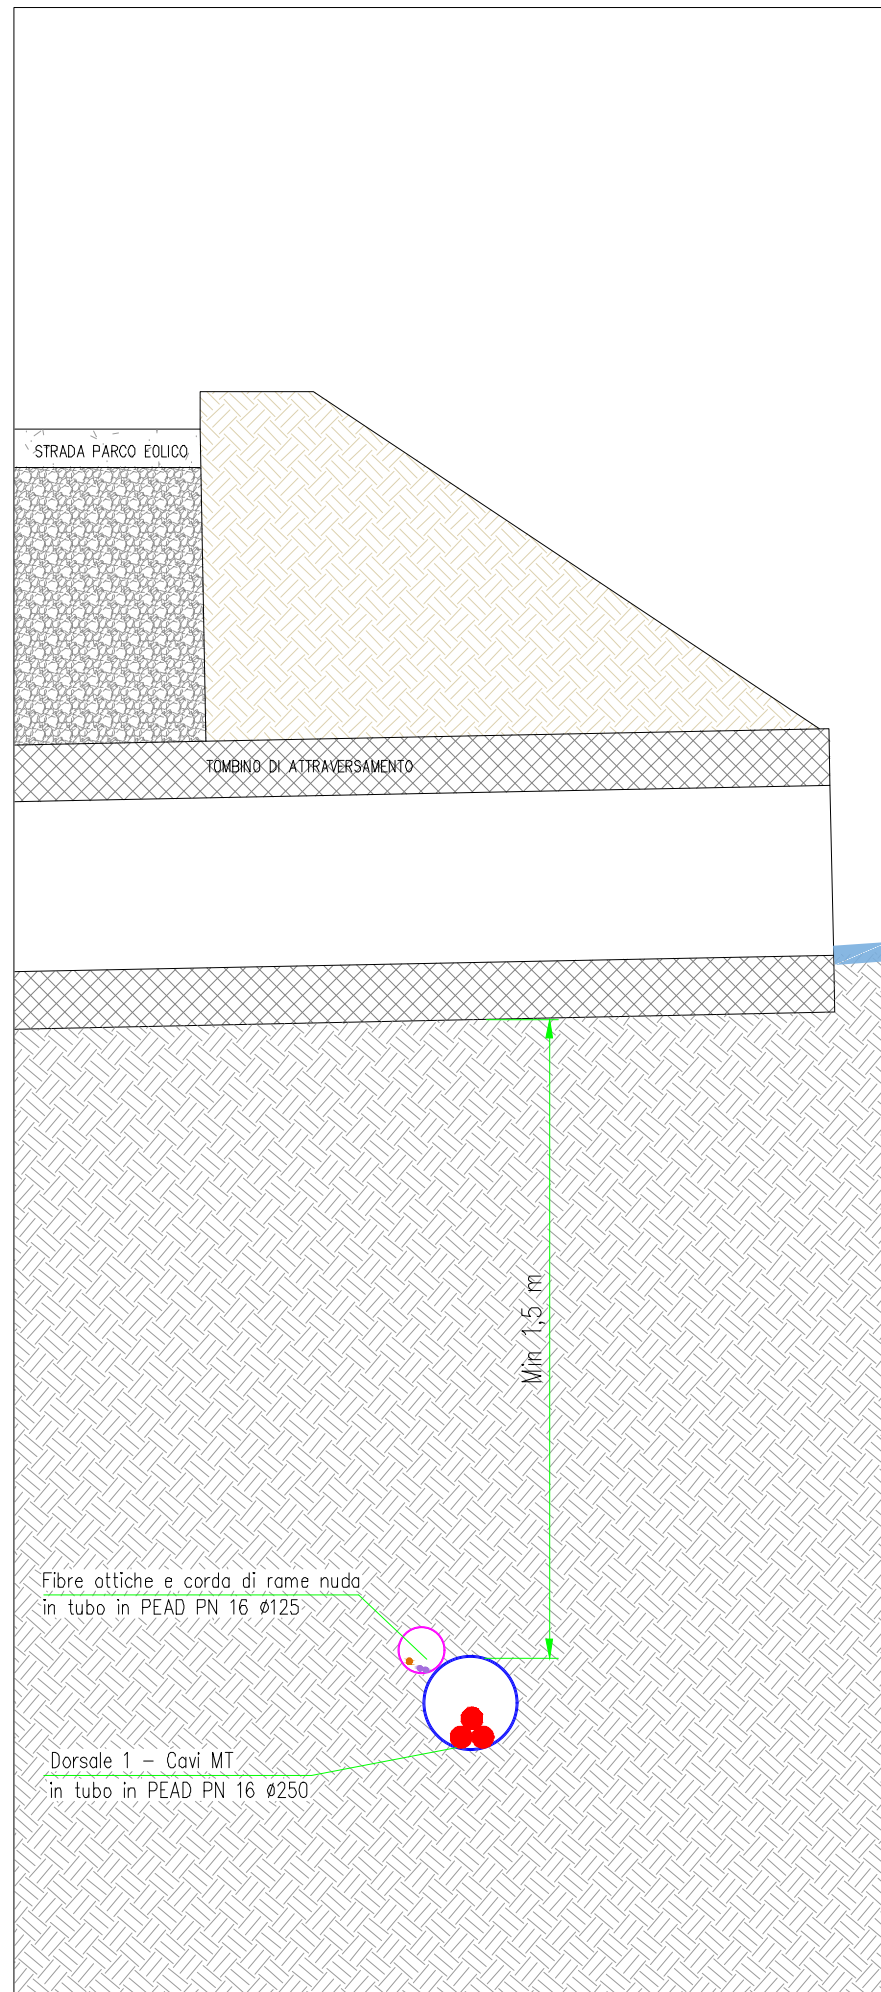 STRADA PARCO EOLICO
TOMBINO DI ATTRAVERSAMENTO
Min 1,5 m
Fibre ottiche e corda di rame nuda
in tubo in PEAD PN 16 Ø125
Dorsale 1 – Cavi MT
in tubo in PEAD PN 16 Ø250